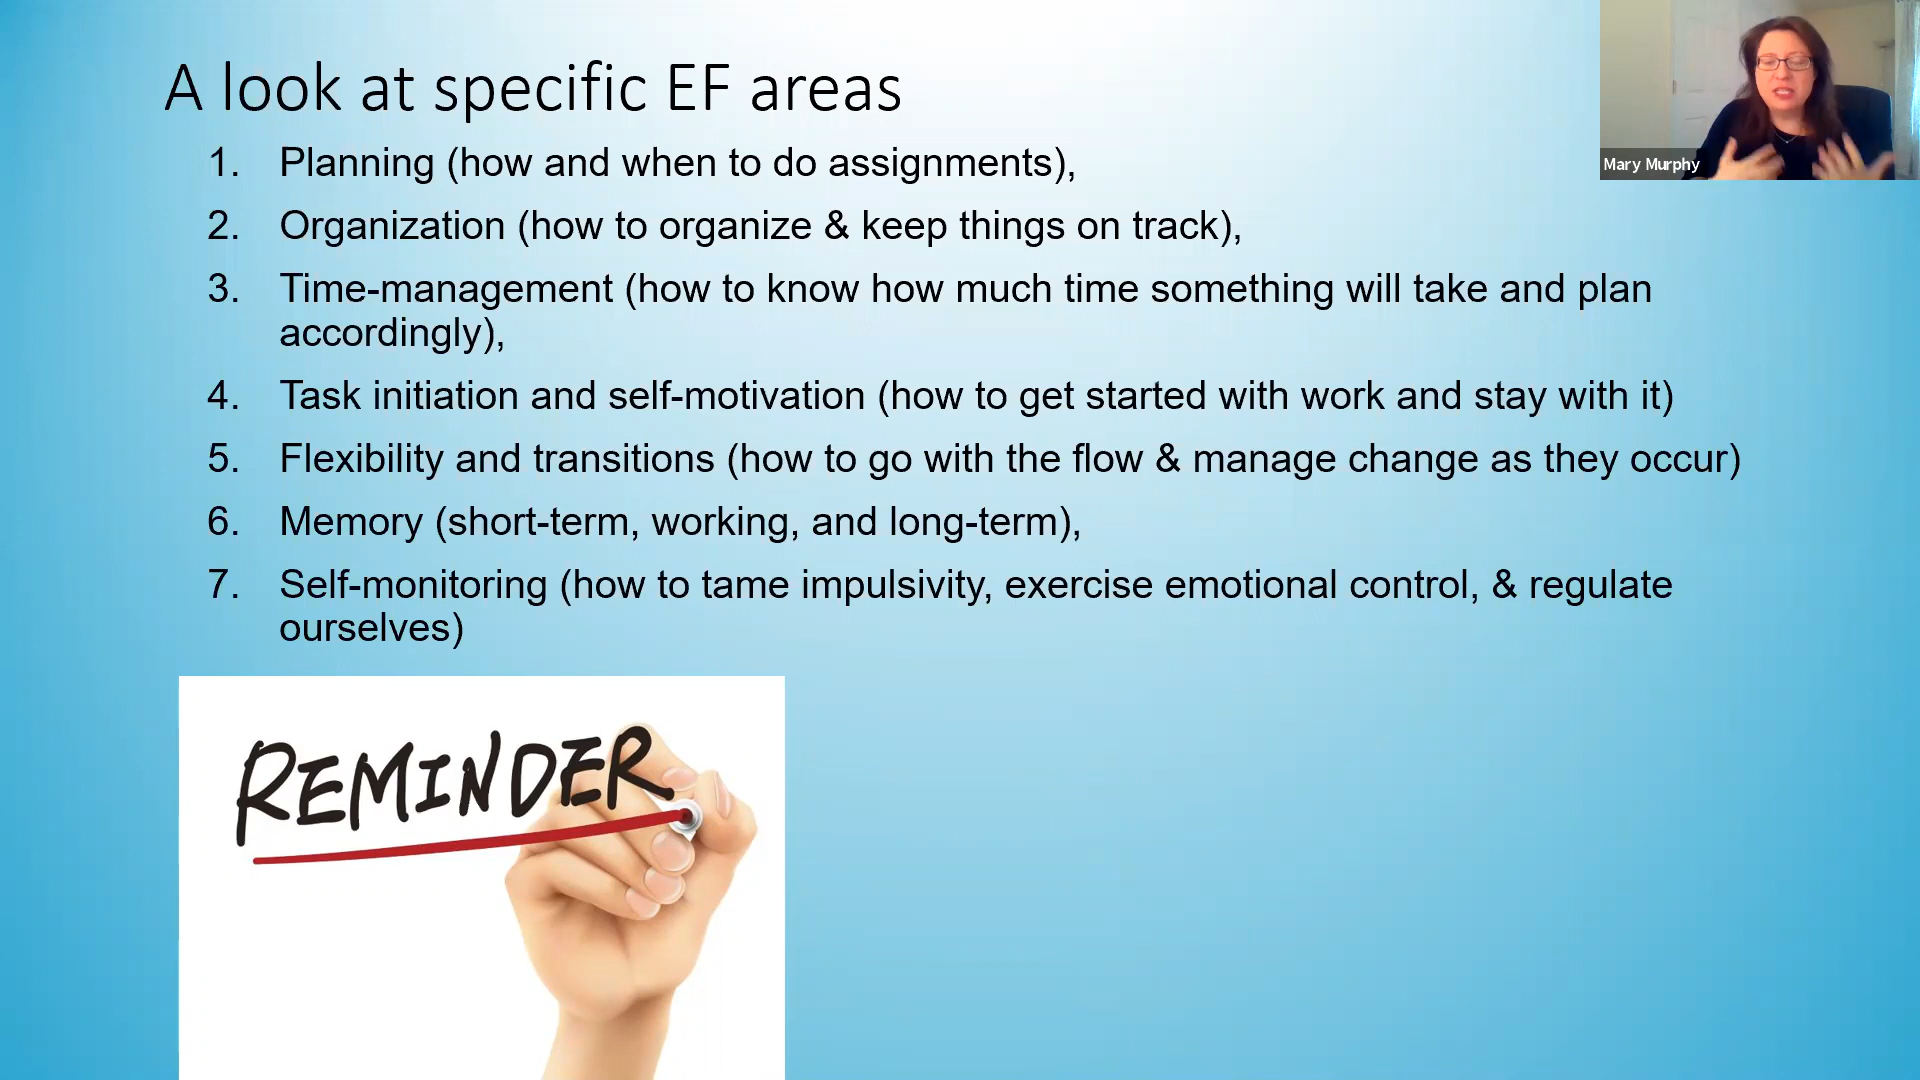 A look at specific EF areas
Mary Murphy
1. Planning (how and when to do assignments),
2. Organization (how to organize & keep things on track),
3. Time-management (how to know how much time something will take and plan
accordingly),
4. Task initiation and self-motivation (how to get started with work and stay with it)
5. Flexibility and transitions (how to go with the flow & manage change as they occur)
6. Memory (short-term, working, and long-term),
7. Self-monitoring (how to tame impulsivity, exercise emotional control, & regulate
ourselves)
REMINDER